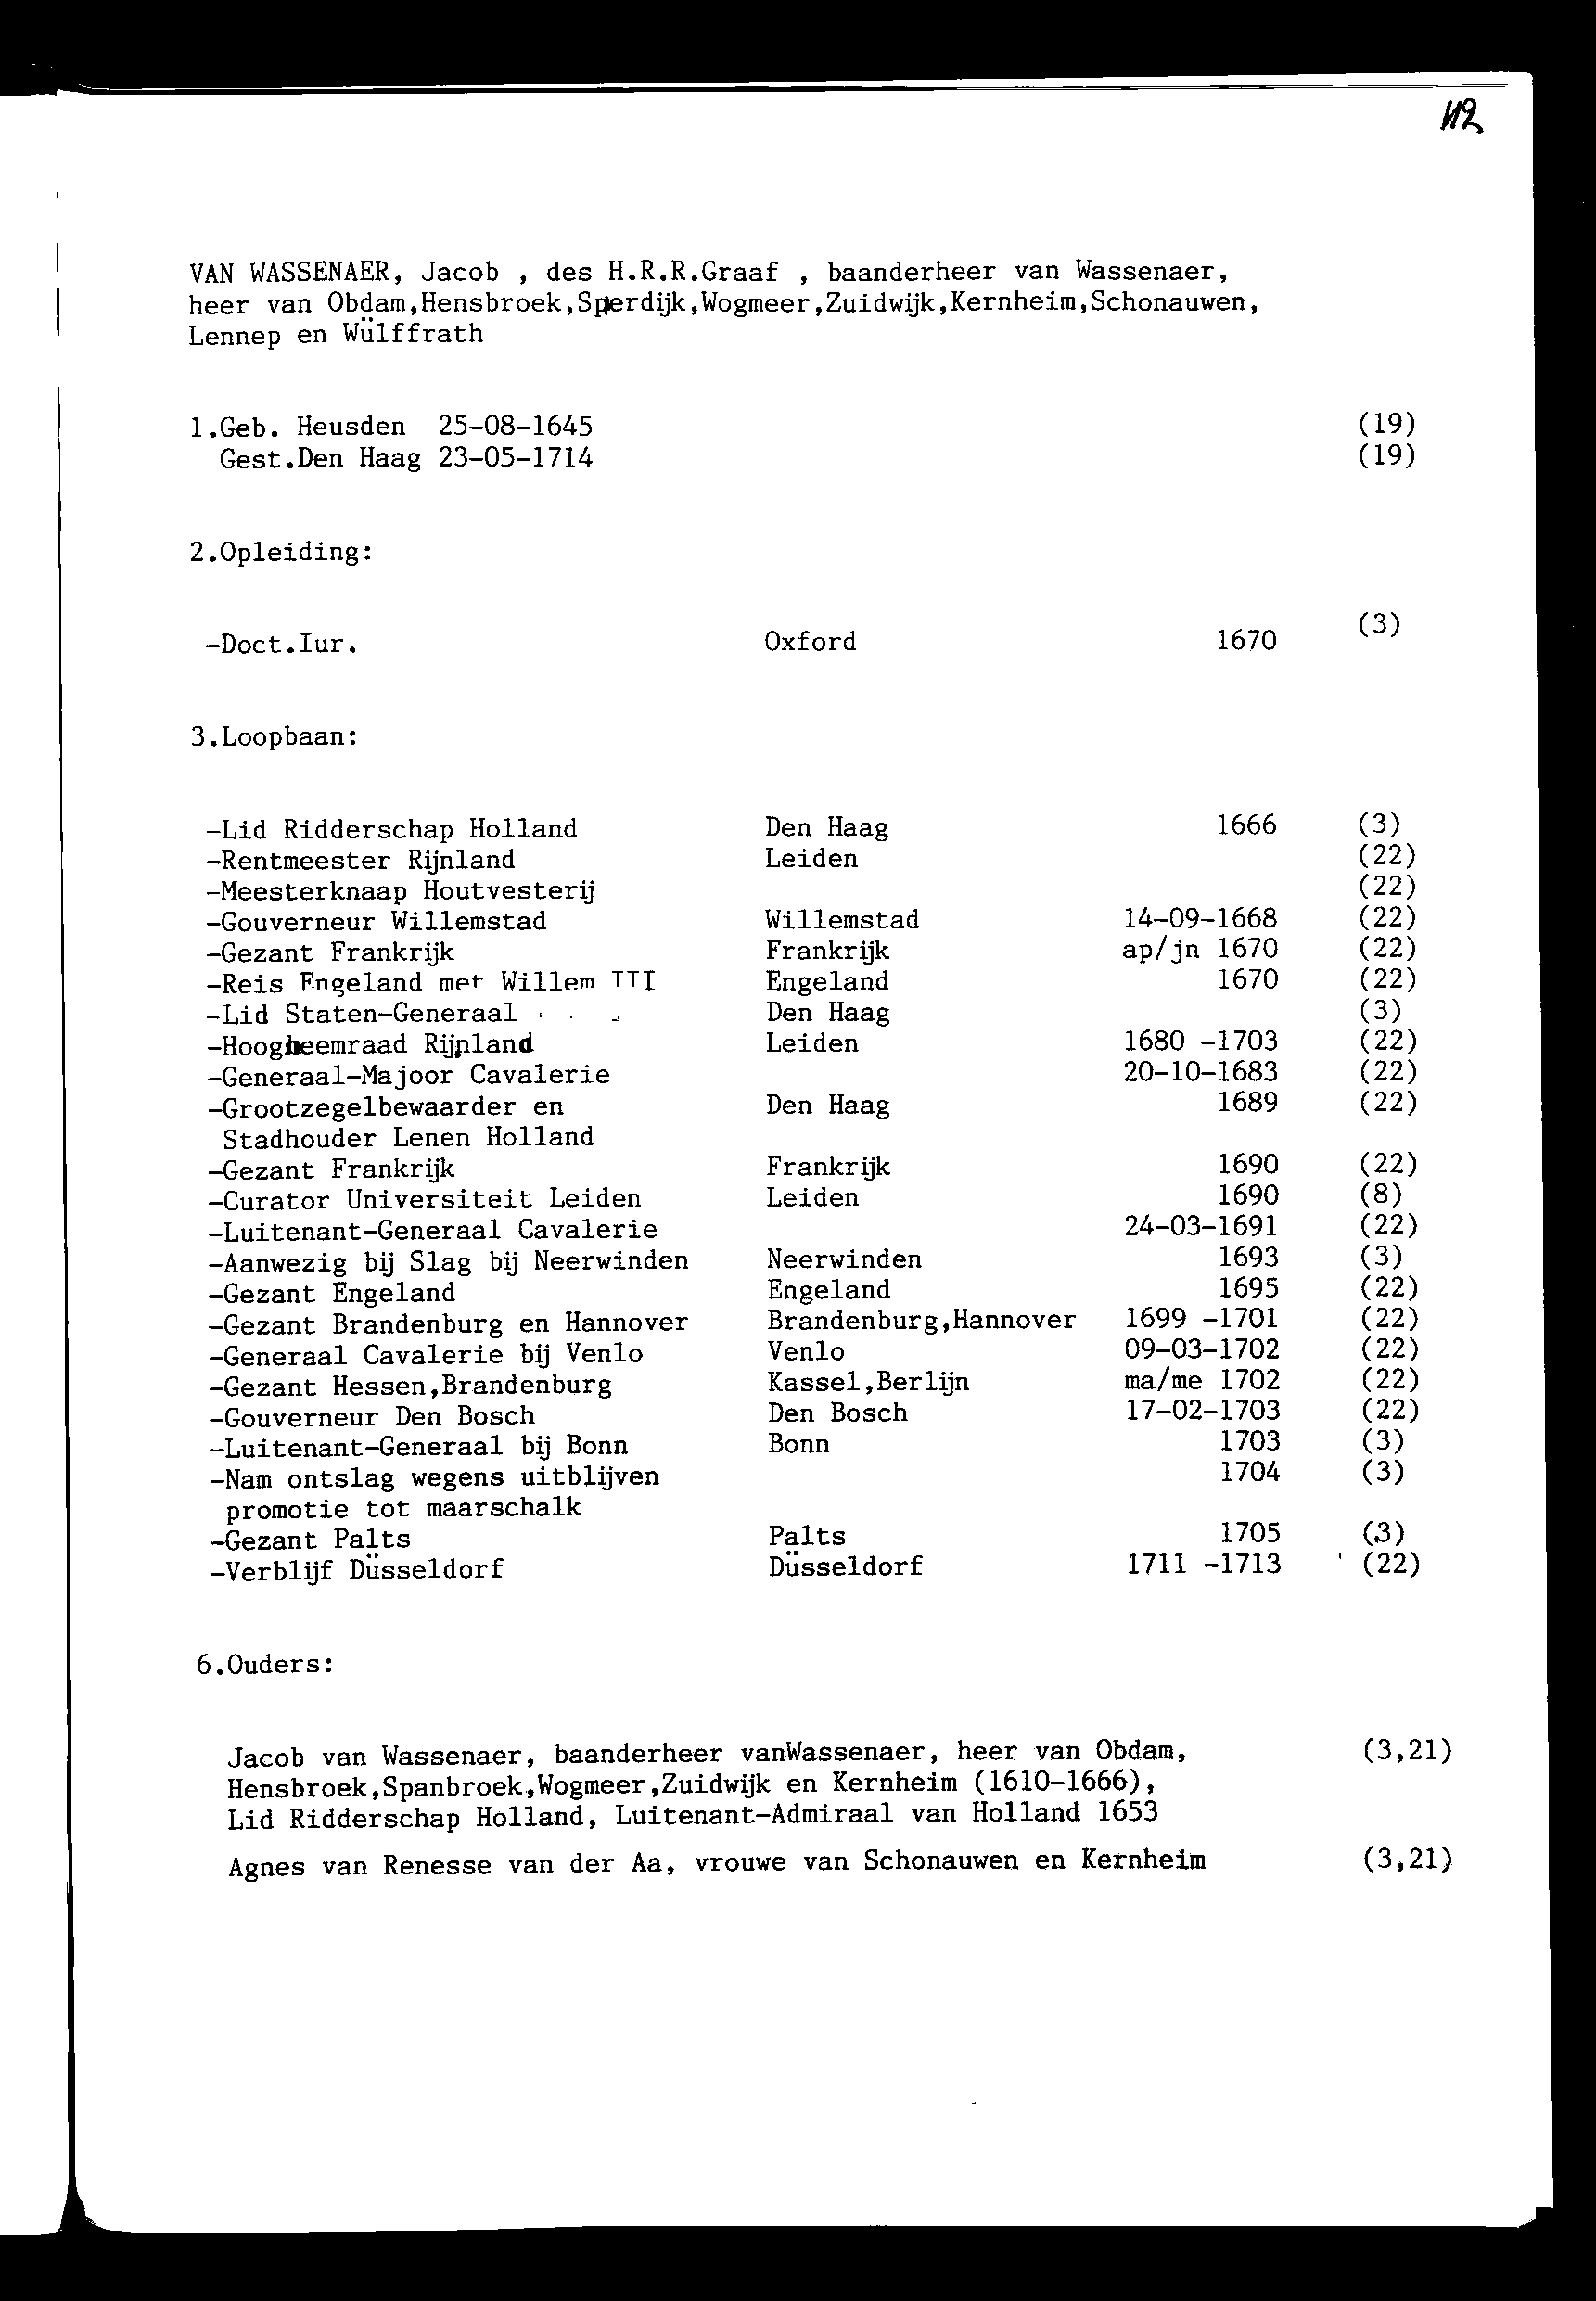 112
VAN WASSENAER, Jacob , des H.R.R.Graaf , baanderheer van Wassenaer,
heer van Obdam,Hensbroek,Sperdijk,Wogmeer,Zuidwijk,Kernheim,Schonauwen,
Lennep en Wülffrath
1.Geb. Heusden 25-08-1645 (19)
Gest.Den Haag 23-05-1714 (19)
2.Opleiding:
-Doct.Iur. Oxford 1670 (3)
3.Loopbaan:
-Lid Ridderschap Holland Den Haag 1666 (3)
-Rentmeester Rijnland Leiden (22)
-Meesterknaap Houtvesterij (22)
-Gouverneur Willemstad Willemstad 14-09-1668 (22)
-Gezant Frankrijk Frankrijk ap/jn 1670 (22)
-Reis Engeland met Willem III Engeland 1670 (22)
-Lid Staten-Generaal Den Haag (3)
-Hoogheemraad Rijnland Leiden 1680 -1703 (22)
-Generaal-Majoor Cavalerie 20-10-1683 (22)
-Grootzegelbewaarder en Den Haag 1689 (22)
Stadhouder Lenen Holland
-Gezant Frankrijk Frankrijk 1690 (22)
-Curator Universiteit Leiden Leiden 1690 (8)
-Luitenant-Generaal Cavalerie 24-03-1691 (22)
-Aanwezig bij Slag bij Neerwinden Neerwinden 1693 (3)
-Gezant Engeland Engeland 1695 (22)
-Gezant Brandenburg en Hannover Brandenburg,Hannover 1699 -1701 (22)
-Generaal Cavalerie bij Venlo Venlo 09-03-1702 (22)
-Gezant Hessen,Brandenburg Kassel,Berlijn ma/me 1702 (22)
-Gouverneur Den Bosch Den Bosch 17-02-1703 (22)
-Luitenant-Generaal bij Bonn Bonn 1703 (3)
-Nam ontslag wegens uitblijven 1704 (3)
promotie tot maarschalk
-Gezant Palts Palts 1705 (3)
-Verblijf Düsseldorf Düsseldorf 1711 -1713 (22)
6.Ouders:
Jacob van Wassenaer, baanderheer vanWassenaer, heer van Obdam, (3,21)
Hensbroek,Spanbroek,Wogmeer,Zuidwijk en Kernheim (1610-1666),
Lid Ridderschap Holland, Luitenant-Admiraal van Holland 1653
Agnes van Renesse van der Aa, vrouwe van Schonauwen en Kernheim (3,21)